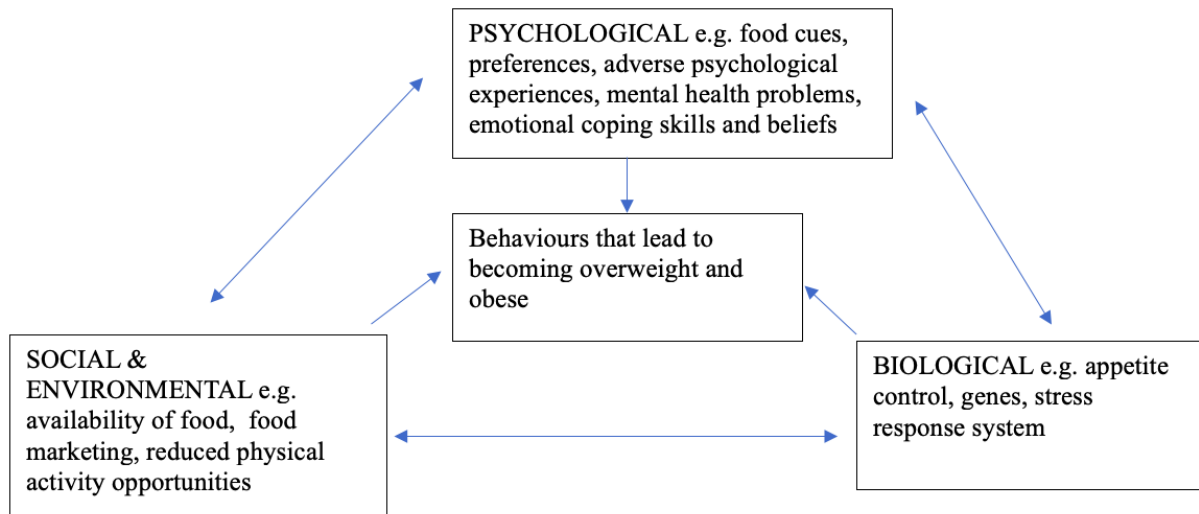 PSYCHOLOGICAL e.g. food cues,
preferences, adverse psychological
experiences, mental health problems,
emotional coping skills and beliefs
Behaviours that lead to
becoming overweight and
obese
SOCIAL &
ENVIRONMENTAL e.g.
availability of food,  food
marketing, reduced physical
activity opportunities
BIOLOGICAL e.g. appetite
control, genes, stress
response system